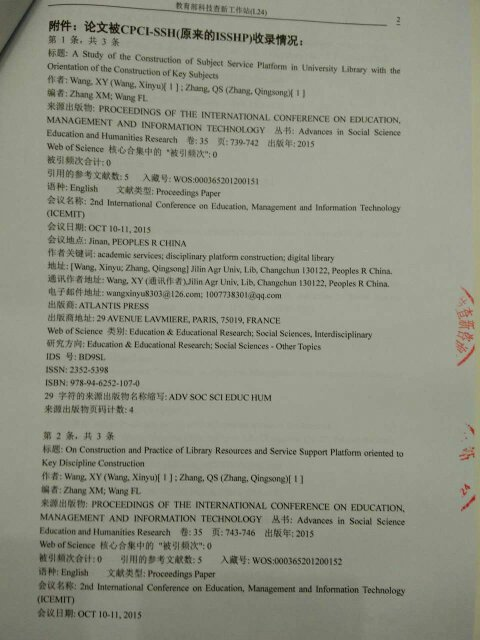 教育部科技查新工作站(L24)
2
附件：论文被CPCI-SSH(原来的ISSHP)收录情况：
第 1 条，共 3 条
标题: A Study of the Construction of Subject Service Platform in University Library with the
Orientation of the Construction of Key Subjects
作者: Wang, XY (Wang, Xinyu)[ 1 ] ; Zhang, QS (Zhang, Qingsong)[ 1 ]
编者: Zhang XM; Wang FL
来源出版物: PROCEEDINGS OF THE INTERNATIONAL CONFERENCE ON EDUCATION,
MANAGEMENT AND INFORMATION TECHNOLOGY 丛书: Advances in Social Science
Education and Humanities Research 卷: 35 页: 739-742 出版年: 2015
Web of Science 核心合集中的 "被引频次": 0
被引频次合计: 0
引用的参考文献数: 5 入藏号: WOS:000365201200151
语种: English 文献类型: Proceedings Paper
会议名称: 2nd International Conference on Education, Management and Information Technology
(ICEMIT)
会议日期: OCT 10-11, 2015
会议地点: Jinan, PEOPLES R CHINA
作者关键词: academic services; disciplinary platform construction; digital library
地址: [Wang, Xinyu; Zhang, Qingsong] Jilin Agr Univ, Lib, Changchun 130122, Peoples R China.
通讯作者地址: Wang, XY (通讯作者),Jilin Agr Univ, Lib, Changchun 130122, Peoples R China.
电子邮件地址: wangxinyu8303@126.com; 1007738301@qq.com
出版商: ATLANTIS PRESS
出版商地址: 29 AVENUE LAVMIERE, PARIS, 75019, FRANCE
Web of Science 类别: Education & Educational Research; Social Sciences, Interdisciplinary
研究方向: Education & Educational Research; Social Sciences - Other Topics
IDS 号: BD9SL
ISSN: 2352-5398
ISBN: 978-94-6252-107-0
29 字符的来源出版物名称缩写: ADV SOC SCI EDUC HUM
来源出版物页码计数: 4
第 2 条，共 3 条
标题: On Construction and Practice of Library Resources and Service Support Platform oriented to
Key Discipline Construction
作者: Wang, XY (Wang, Xinyu)[ 1 ] ; Zhang, QS (Zhang, Qingsong)[ 1 ]
编者: Zhang XM; Wang FL
来源出版物: PROCEEDINGS OF THE INTERNATIONAL CONFERENCE ON EDUCATION,
MANAGEMENT AND INFORMATION TECHNOLOGY 丛书: Advances in Social Science
Education and Humanities Research 卷: 35 页: 743-746 出版年: 2015
Web of Science 核心合集中的 "被引频次": 0
被引频次合计: 0 引用的参考文献数: 5 入藏号: WOS:000365201200152
语种: English 文献类型: Proceedings Paper
会议名称: 2nd International Conference on Education, Management and Information Technology
(ICEMIT)
会议日期: OCT 10-11, 2015